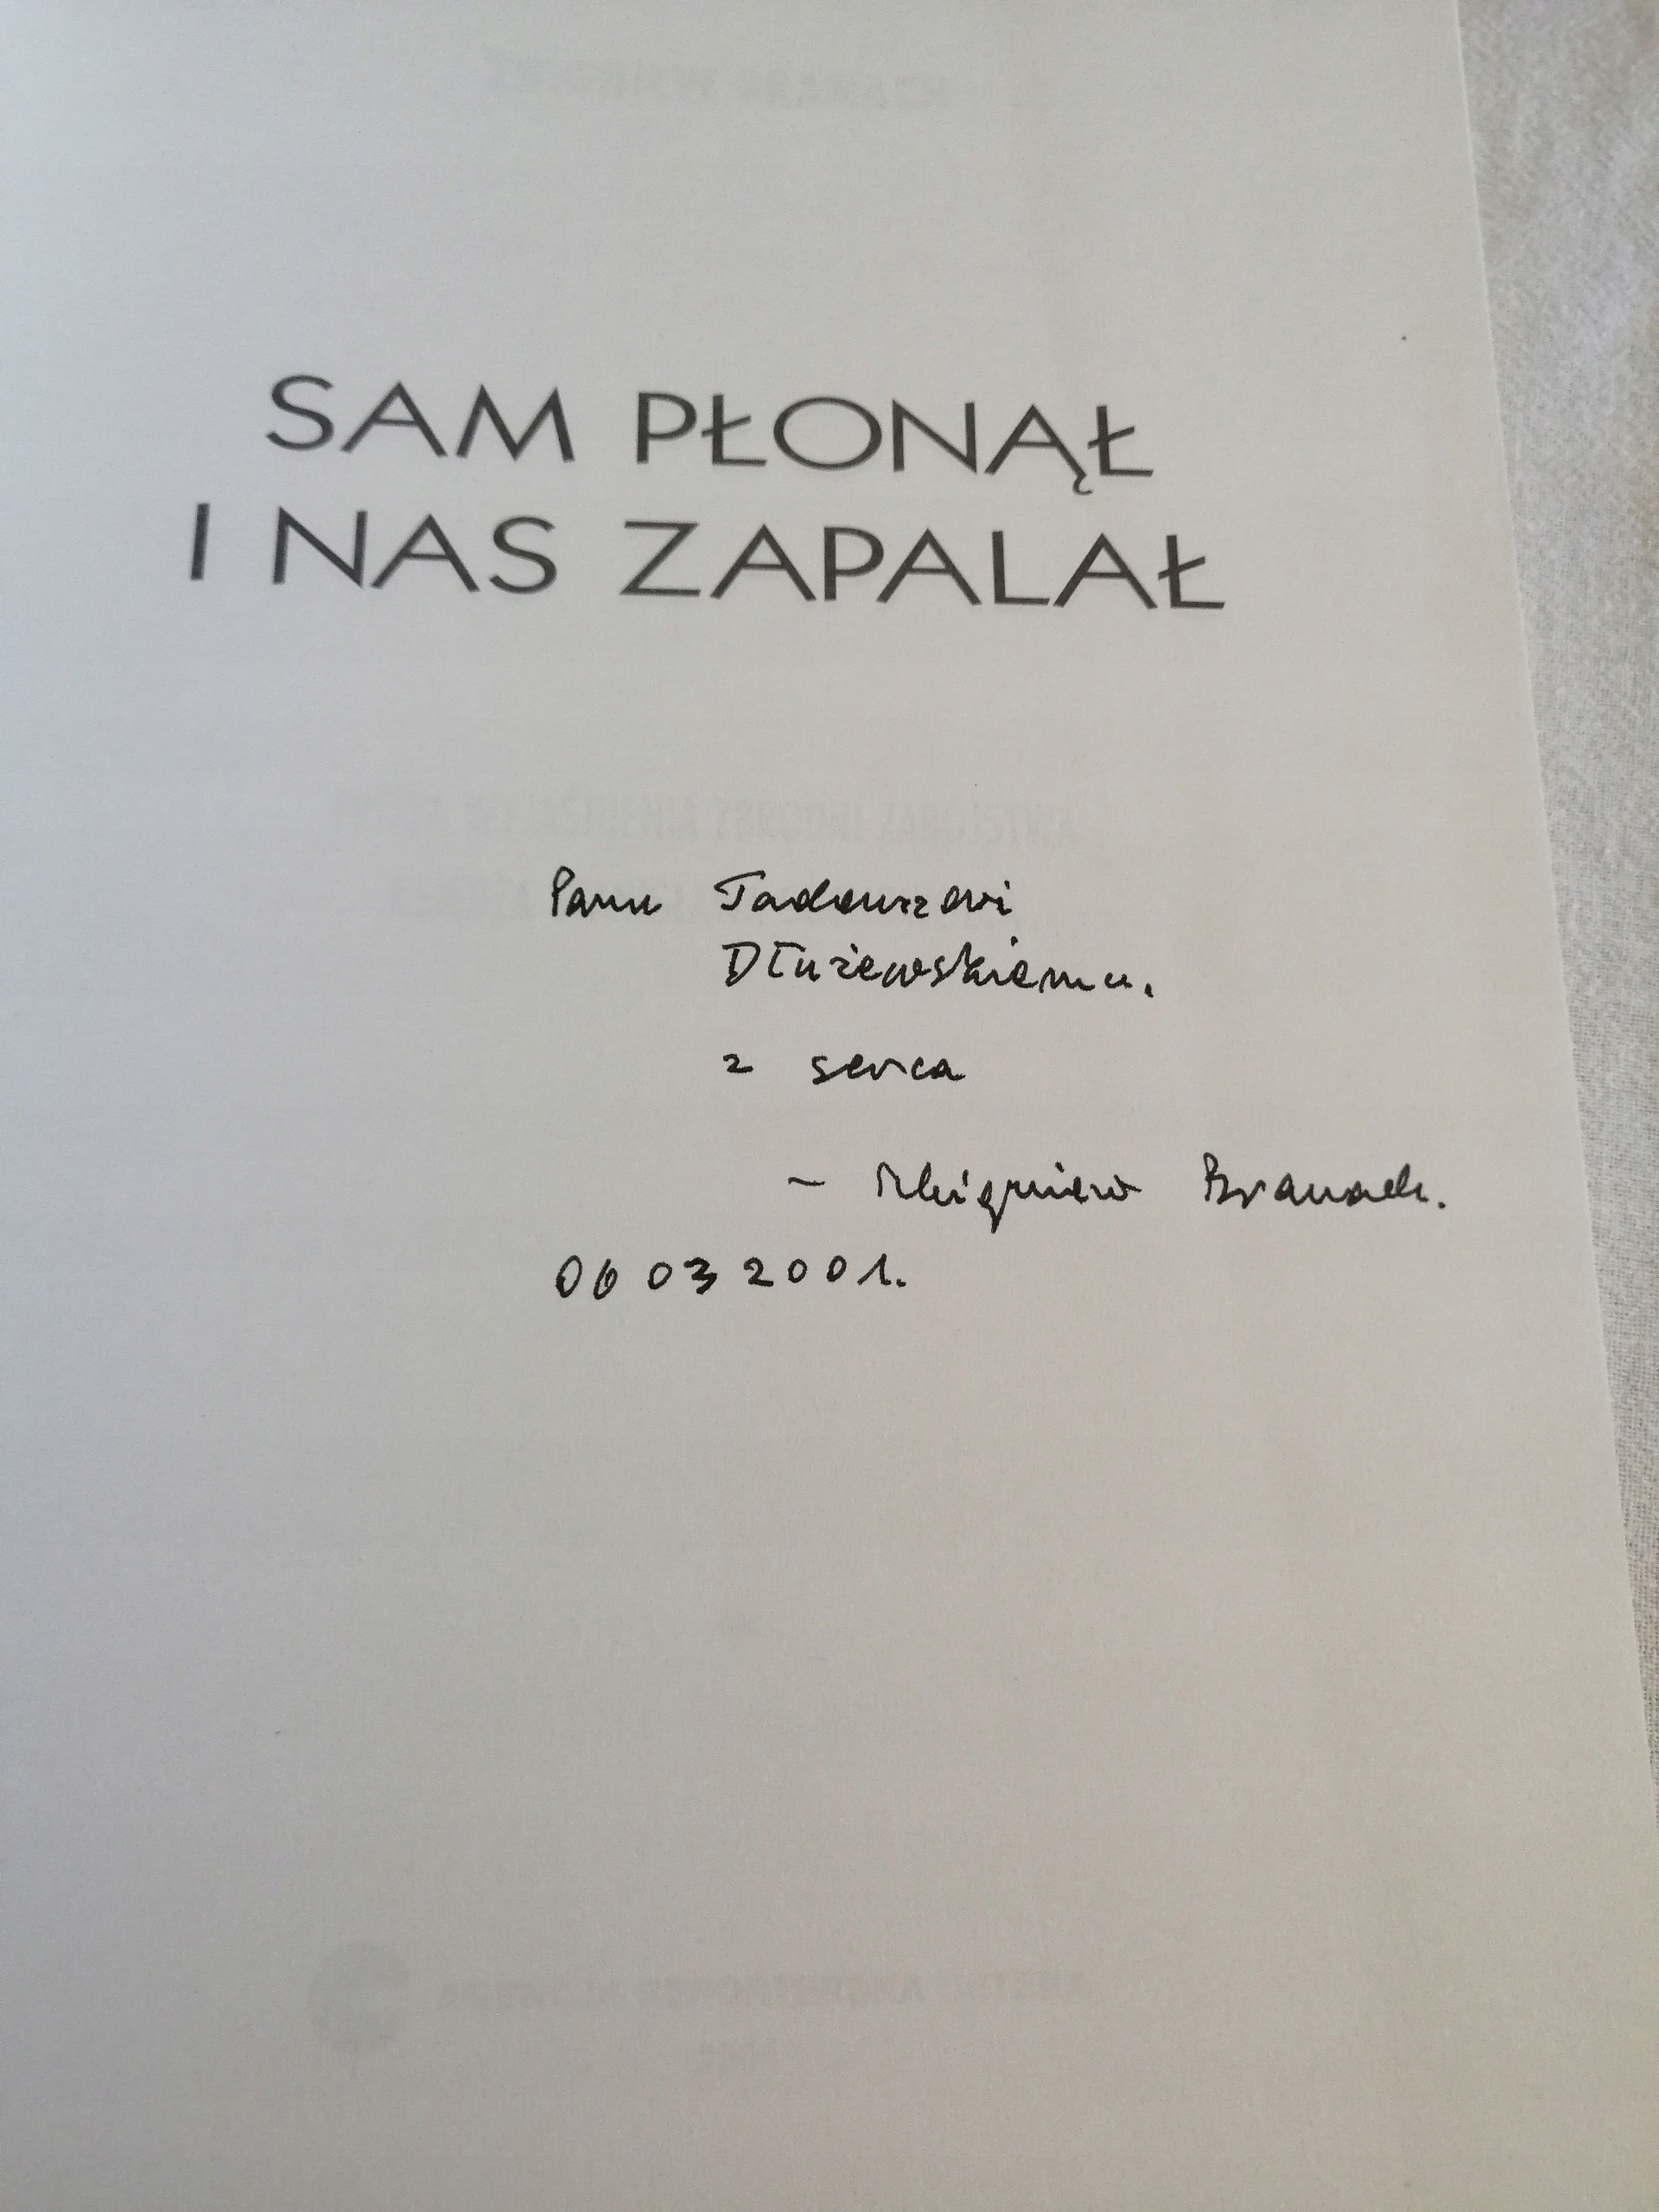 SAM PŁONĄŁ
I NAS ZAPALAŁ
Panu Tadeuszowi
Dłużewskiemu.
z serca
- Zbigniew Branach.
06 03 2001.